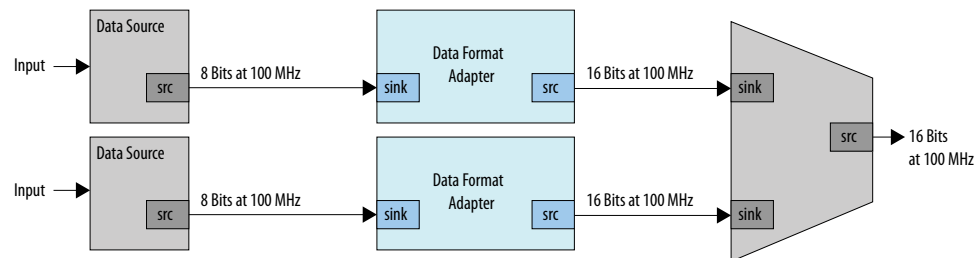 Data Source
Input
src
8 Bits at 100 MHz
sink
Data Format
Adapter
src
16 Bits at 100 MHz
sink
Data Source
Input
src
8 Bits at 100 MHz
sink
Data Format
Adapter
src
16 Bits at 100 MHz
sink
src
16 Bits
at 100 MHz